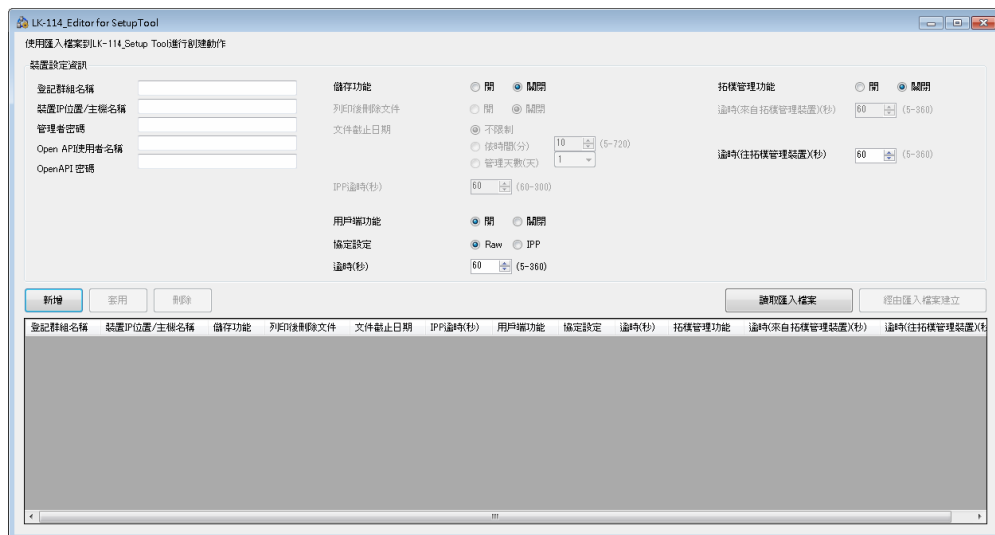 LK-114_Editor for SetupTool
使用匯入檔案到LK-114_Setup Tool進行創建動作
裝置設定資訊
登記群組名稱
裝置IP位置/主機名稱
管理者密碼
Open API使用者名稱
OpenAPI 密碼
儲存功能 開 關閉
列印後刪除文件 開 關閉
文件截止日期 不限制
依時間(分) 10 (5-720)
管理天數(天) 1
IPP逾時(秒) 60 (60-300)
用戶端功能 開 關閉
協定設定 Raw IPP
逾時(秒) 60 (5-360)
拓樸管理功能 開 關閉
逾時(來自拓樸管理裝置)(秒) 60 (5-360)
逾時(往拓樸管理裝置)(秒) 60 (5-360)
新增 套用 刪除 讀取匯入檔案 經由匯入檔案建立
登記群組名稱 裝置IP位置/主機名稱 儲存功能 列印後刪除文件 文件截止日期 IPP逾時(秒) 用戶端功能 協定設定 逾時(秒) 拓樸管理功能 逾時(來自拓樸管理裝置)(秒) 逾時(往拓樸管理裝置)(秒